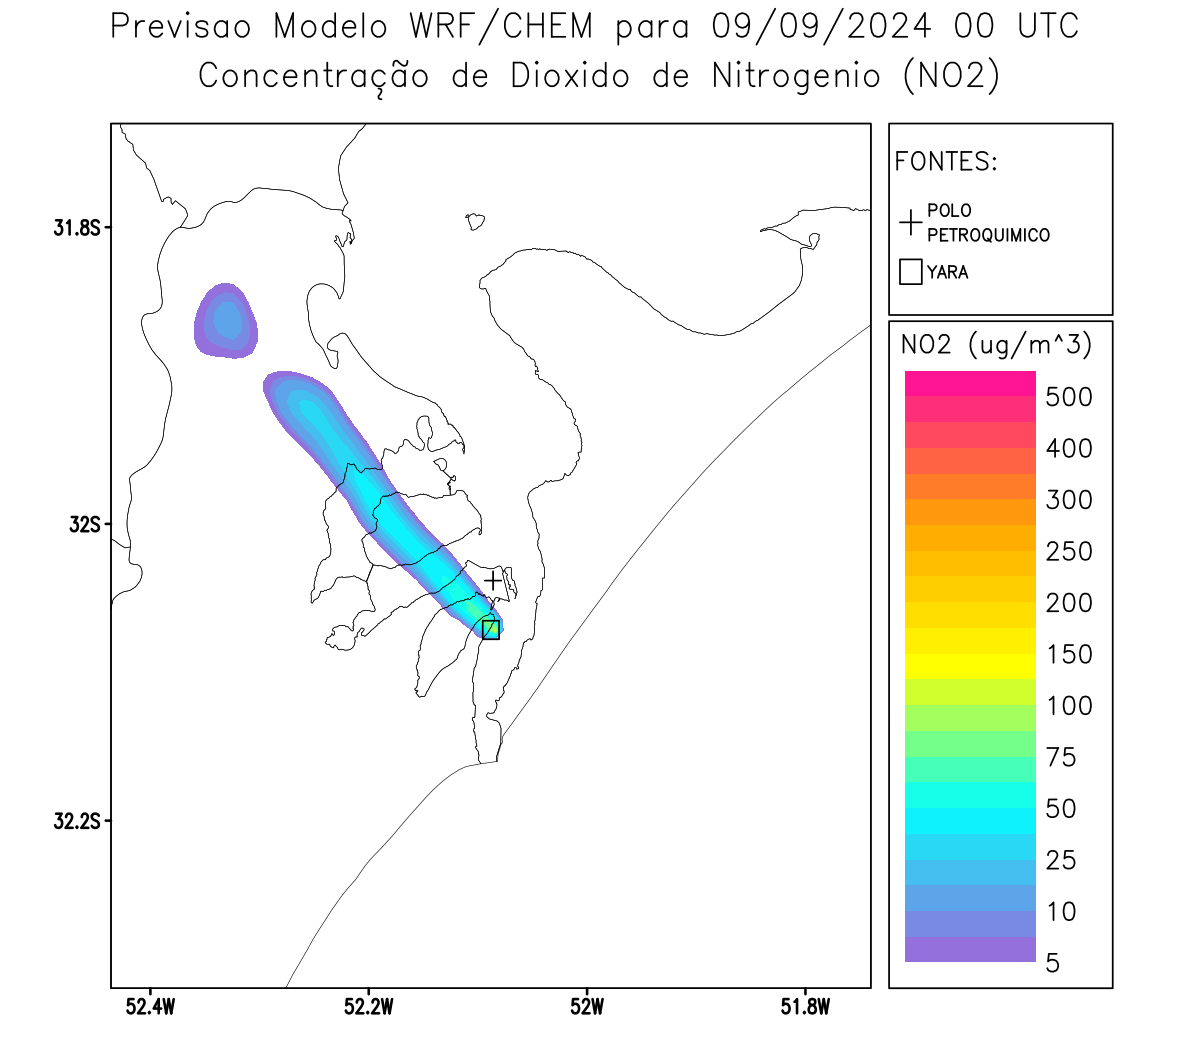 Previsao Modelo WRF/CHEM para 09/09/2024 00 UTC
Concentração de Dioxido de Nitrogenio (NO2)
FONTES:
POLO
PETROQUIMICO
YARA
31.8S
32S
32.2S
52.4W
52.2W
52W
51.8W
NO2 (ug/m^3)
500
400
300
250
200
150
100
75
50
25
10
5